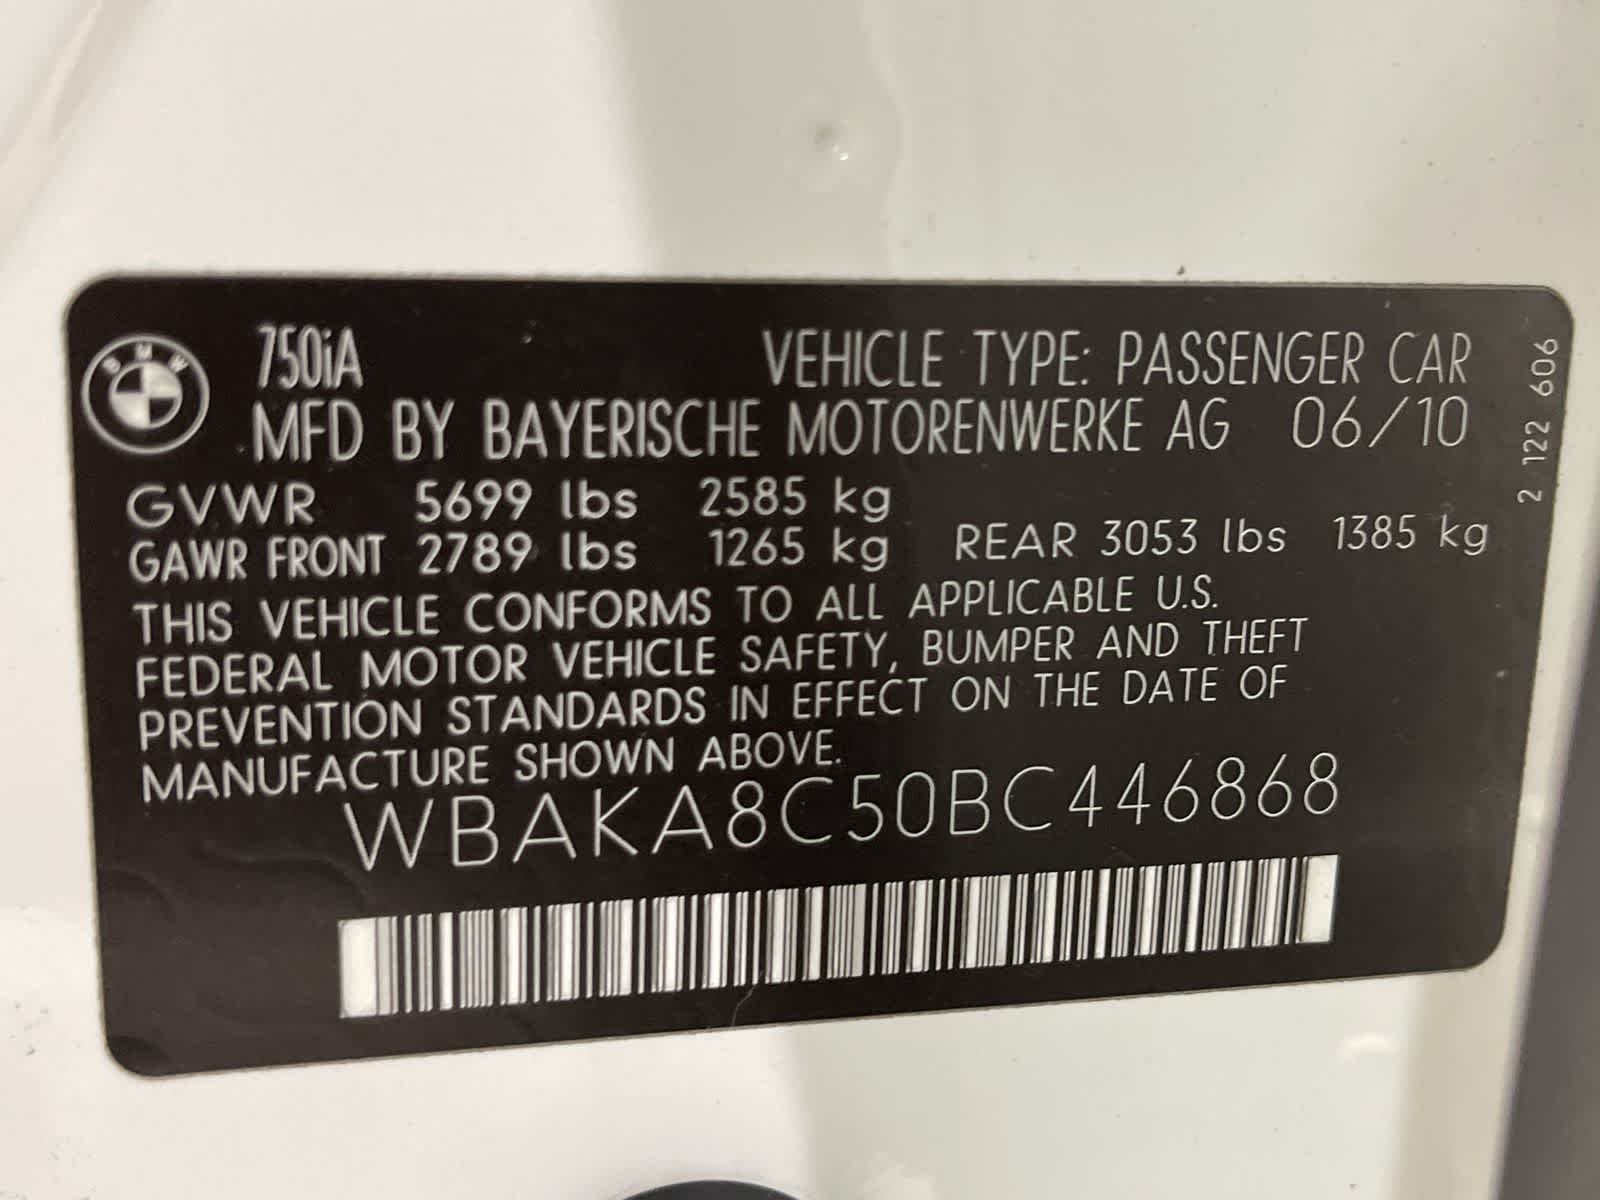 BMW
750iA VEHICLE TYPE: PASSENGER CAR
MFD BY BAYERISCHE MOTORENWERKE AG 06/10
GVWR 5699 lbs 2585 kg
GAWR FRONT 2789 lbs 1265 kg REAR 3053 lbs 1385 kg
THIS VEHICLE CONFORMS TO ALL APPLICABLE U.S.
FEDERAL MOTOR VEHICLE SAFETY, BUMPER AND THEFT
PREVENTION STANDARDS IN EFFECT ON THE DATE OF
MANUFACTURE SHOWN ABOVE.
WBAKA8C50BC446868
2 122 606